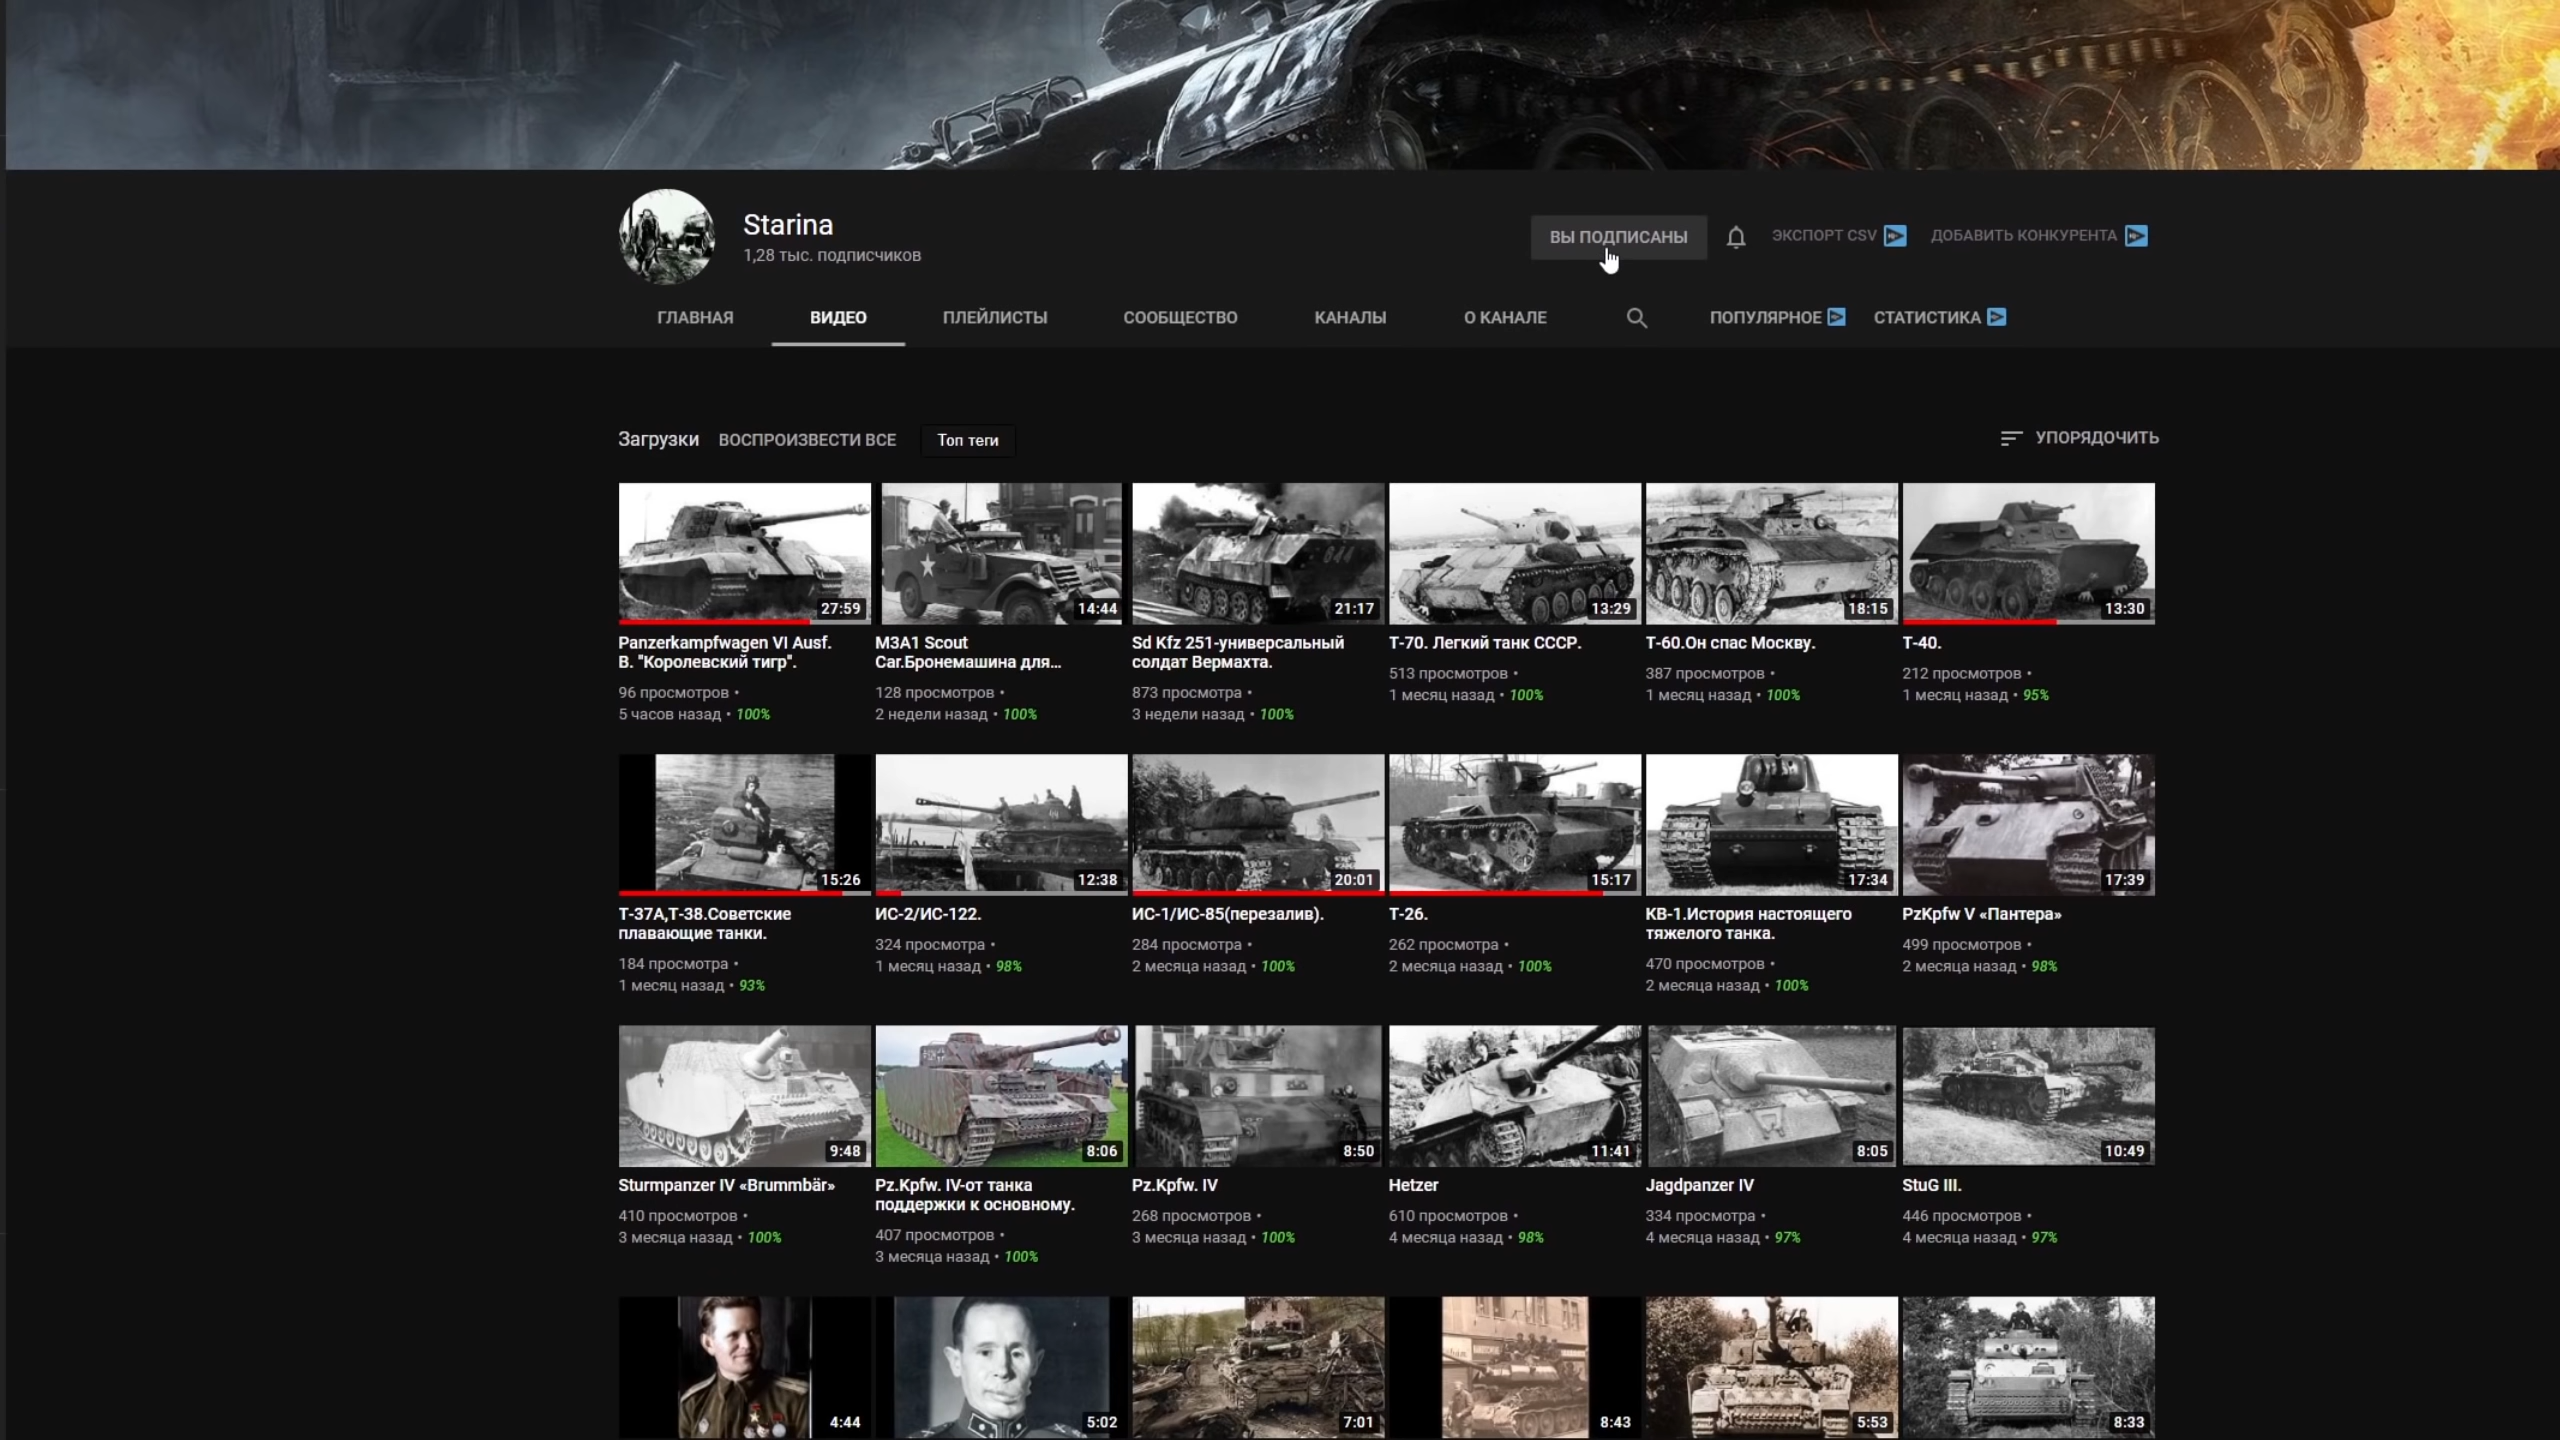 Starina
1,28 тыс. подписчиков
ВЫ ПОДПИСАНЫ
ЭКСПОРТ CSV
ДОБАВИТЬ КОНКУРЕНТА
ГЛАВНАЯ
ВИДЕО
ПЛЕЙЛИСТЫ
СООБЩЕСТВО
КАНАЛЫ
О КАНАЛЕ
ПОПУЛЯРНОЕ
СТАТИСТИКА
Загрузки
ВОСПРОИЗВЕСТИ ВСЕ
Топ теги
УПОРЯДОЧИТЬ
27:59
Panzerkampfwagen VI Ausf.
B. "Королевский тигр".
96 просмотров •
5 часов назад • 100%
14:44
M3A1 Scout
Car.Бронемашина для...
128 просмотров •
2 недели назад • 100%
21:17
Sd Kfz 251-универсальный
солдат Вермахта.
873 просмотра •
3 недели назад • 100%
13:29
Т-70. Легкий танк СССР.
513 просмотров •
1 месяц назад • 100%
18:15
Т-60.Он спас Москву.
387 просмотров •
1 месяц назад • 100%
13:30
Т-40.
212 просмотров •
1 месяц назад • 95%
15:26
Т-37А,Т-38.Советские
плавающие танки.
184 просмотра •
1 месяц назад • 93%
12:38
ИС-2/ИС-122.
324 просмотра •
1 месяц назад • 98%
20:01
ИС-1/ИС-85(перезалив).
284 просмотра •
2 месяца назад • 100%
15:17
Т-26.
262 просмотра •
2 месяца назад • 100%
17:34
КВ-1.История настоящего
тяжелого танка.
470 просмотров •
2 месяца назад • 100%
17:39
PzKpfw V «Пантера»
499 просмотров •
2 месяца назад • 98%
9:48
Sturmpanzer IV «Brummbär»
410 просмотров •
3 месяца назад • 100%
8:06
Pz.Kpfw. IV-от танка
поддержки к основному.
407 просмотров •
3 месяца назад • 100%
8:50
Pz.Kpfw. IV
268 просмотров •
3 месяца назад • 100%
11:41
Hetzer
610 просмотров •
4 месяца назад • 98%
8:05
Jagdpanzer IV
334 просмотра •
4 месяца назад • 97%
10:49
StuG III.
446 просмотров •
4 месяца назад • 97%
4:44
5:02
7:01
8:43
5:53
8:33